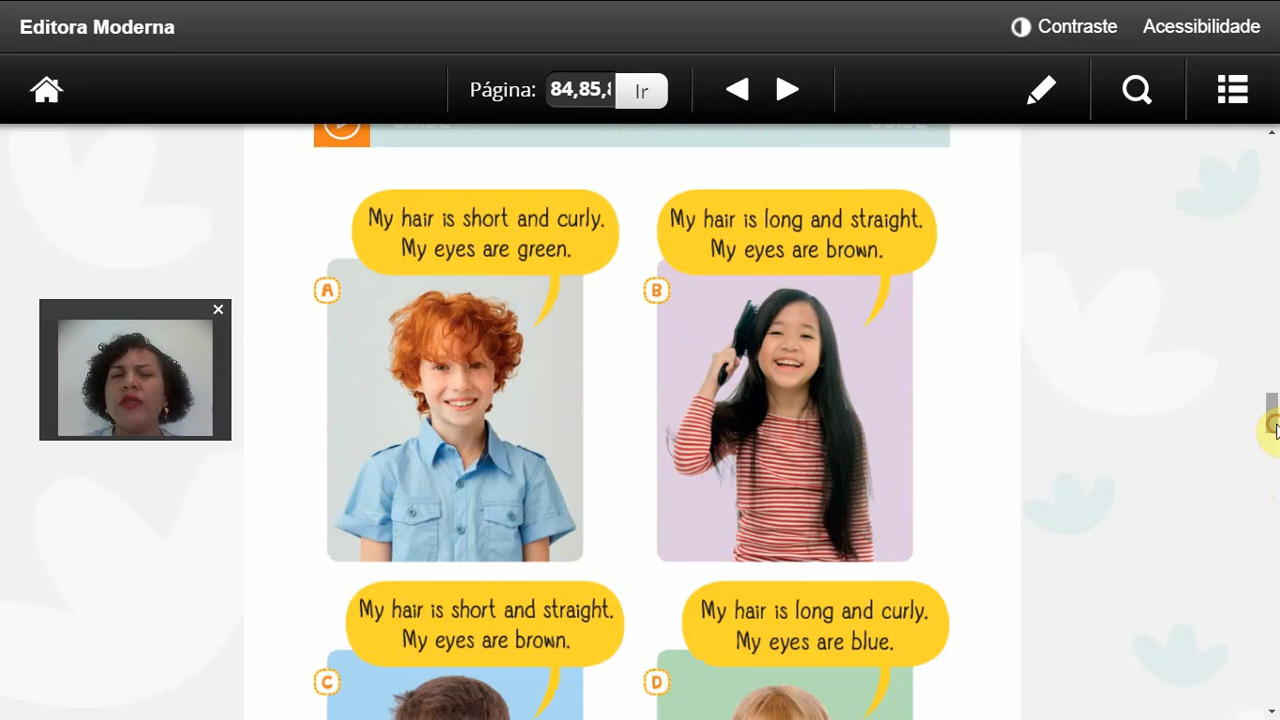 Editora Moderna
Contraste
Acessibilidade
Página:
84,85,
Ir
My hair is short and curly.
My eyes are green.
My hair is long and straight.
My eyes are brown.
A
B
My hair is short and straight.
My eyes are brown.
My hair is long and curly.
My eyes are blue.
C
D